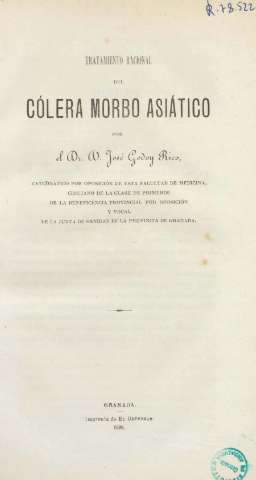 R-78.522
TRATAMIENTO RACIONAL
DEL
CÓLERA MORBO ASIÁTICO
POR
el Dr. D. José Godoy Rico,
CATEDRÁTICO POR OPOSICIÓN DE ESTA FACULTAD DE MEDICINA,
CIRUJANO DE LA CLASE DE PRIMEROS
DE LA BENEFICENCIA PROVINCIAL POR OPOSICIÓN
Y VOCAL
DE LA JUNTA DE SANIDAD DE LA PROVINCIA DE GRANADA.
GRANADA.
Imprenta de El Defensor